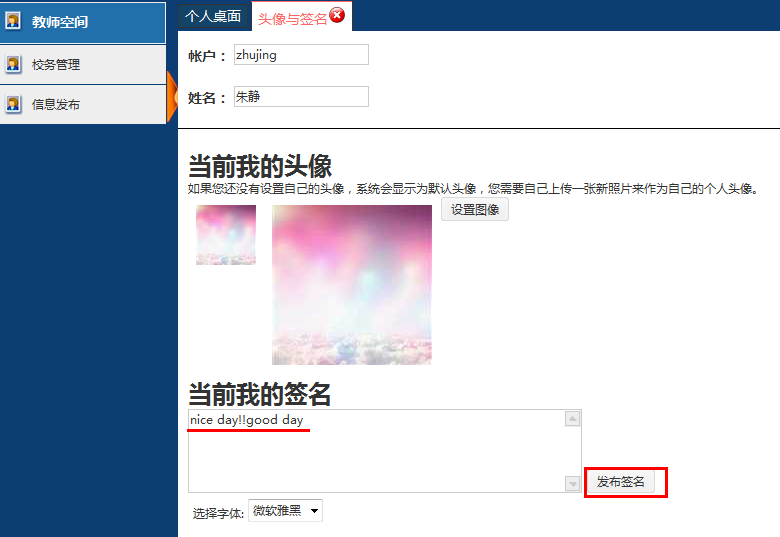 教师空间
校务管理
信息发布
个人桌面 头像与签名
帐户： zhujing
姓名： 朱静
当前我的头像
如果您还没有设置自己的头像，系统会显示为默认头像，您需要自己上传一张新照片来作为自己的个人头像。
设置图像
当前我的签名
nice day!!good day
发布签名
选择字体: 微软雅黑